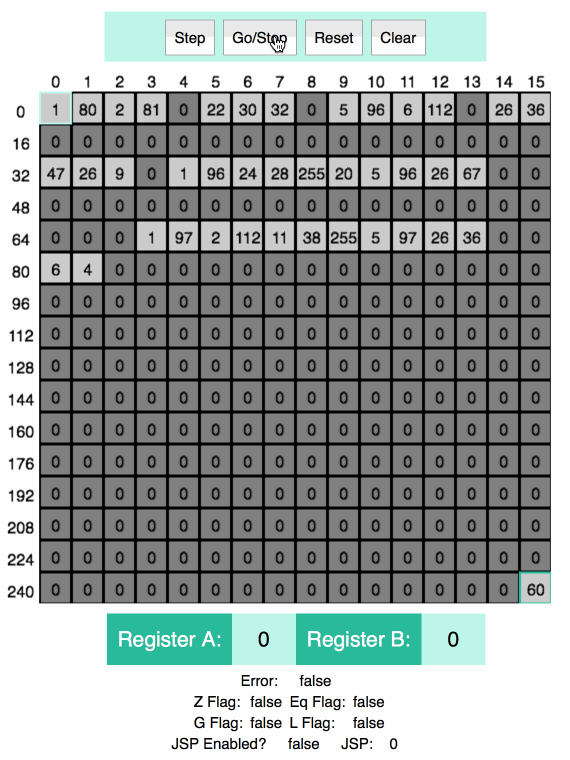 Step Go/Stop Reset Clear
0 1 2 3 4 5 6 7 8 9 10 11 12 13 14 15
0 1 80 2 81 0 22 30 32 0 5 96 6 112 0 26 36
16 0 0 0 0 0 0 0 0 0 0 0 0 0 0 0 0
32 47 26 9 0 1 96 24 28 255 20 5 96 26 67 0 0
48 0 0 0 0 0 0 0 0 0 0 0 0 0 0 0 0
64 0 0 0 1 97 2 112 11 38 255 5 97 26 36 0 0
80 6 4 0 0 0 0 0 0 0 0 0 0 0 0 0 0
96 0 0 0 0 0 0 0 0 0 0 0 0 0 0 0 0
112 0 0 0 0 0 0 0 0 0 0 0 0 0 0 0 0
128 0 0 0 0 0 0 0 0 0 0 0 0 0 0 0 0
144 0 0 0 0 0 0 0 0 0 0 0 0 0 0 0 0
160 0 0 0 0 0 0 0 0 0 0 0 0 0 0 0 0
176 0 0 0 0 0 0 0 0 0 0 0 0 0 0 0 0
192 0 0 0 0 0 0 0 0 0 0 0 0 0 0 0 0
208 0 0 0 0 0 0 0 0 0 0 0 0 0 0 0 0
224 0 0 0 0 0 0 0 0 0 0 0 0 0 0 0 0
240 0 0 0 0 0 0 0 0 0 0 0 0 0 0 0 60
Register A: 0 Register B: 0
Error: false
Z Flag: false Eq Flag: false
G Flag: false L Flag: false
JSP Enabled? false JSP: 0